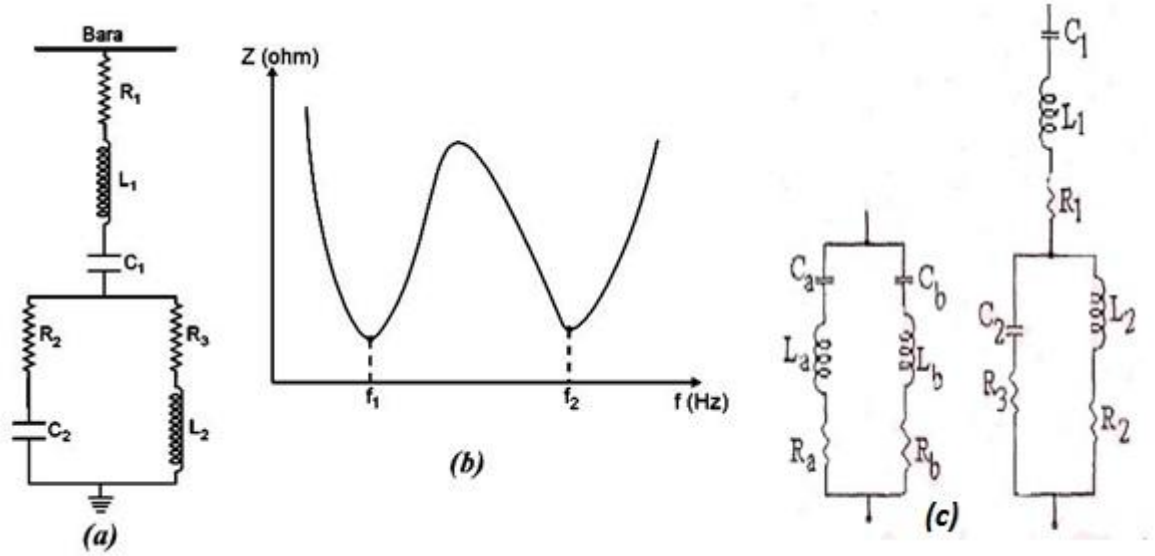 Bara
R1
L1
C1
R2
R3
C2
L2
(a)
Z (ohm)
f1
f2
f (Hz)
(b)
Ca
Cb
La
Lb
Ra
Rb
C1
L1
R1
C2
L2
R3
R2
(c)